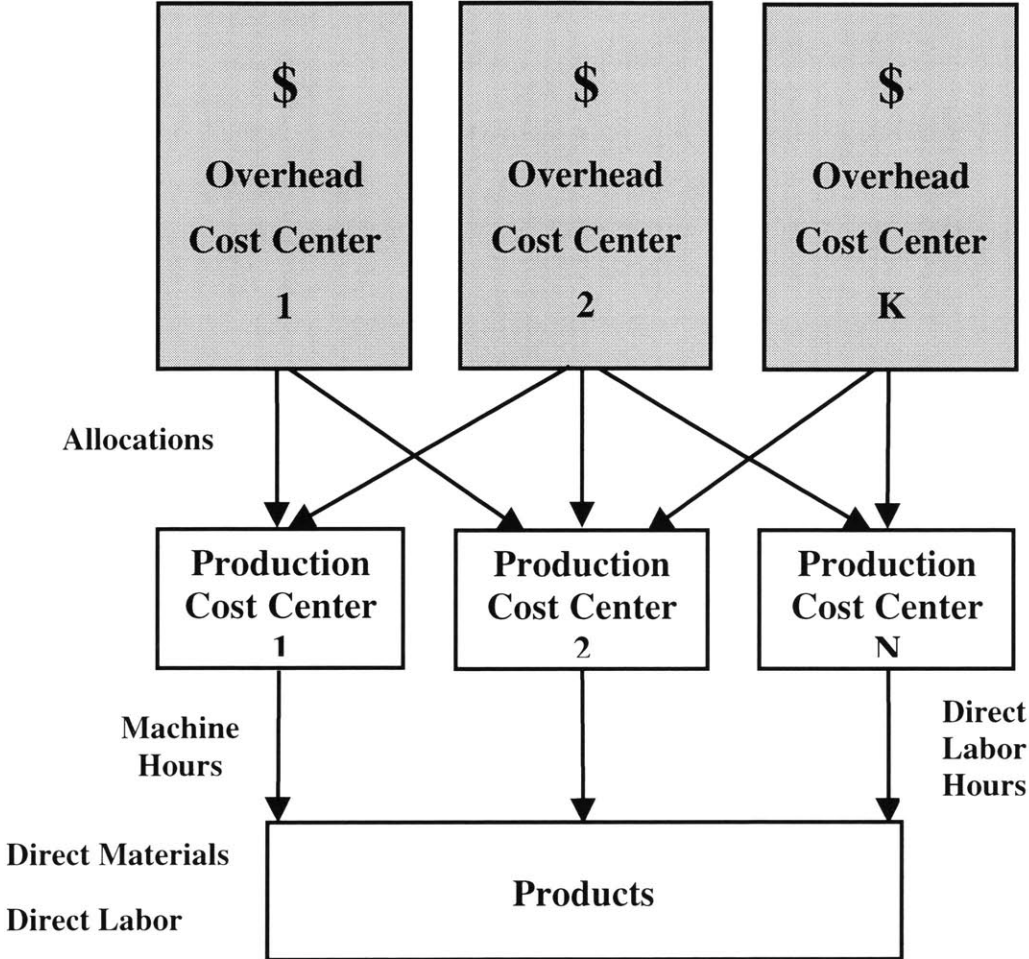 $
Overhead
Cost Center
1
$
Overhead
Cost Center
2
$
Overhead
Cost Center
K
Allocations
Production
Cost Center
1
Production
Cost Center
2
Production
Cost Center
N
Machine
Hours
Direct
Labor
Hours
Direct Materials
Direct Labor
Products